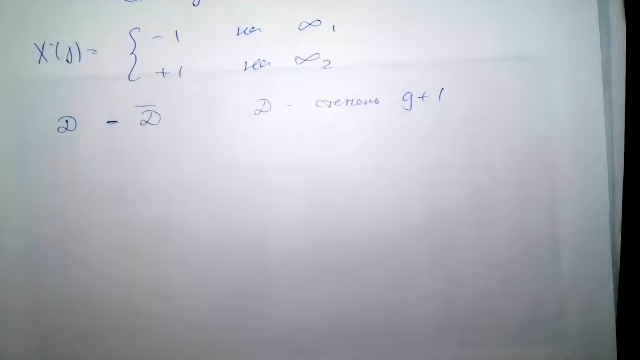 X(s) = { -1 на ∞₁
+1 на ∞₂
D - D̅ D - степень g+1